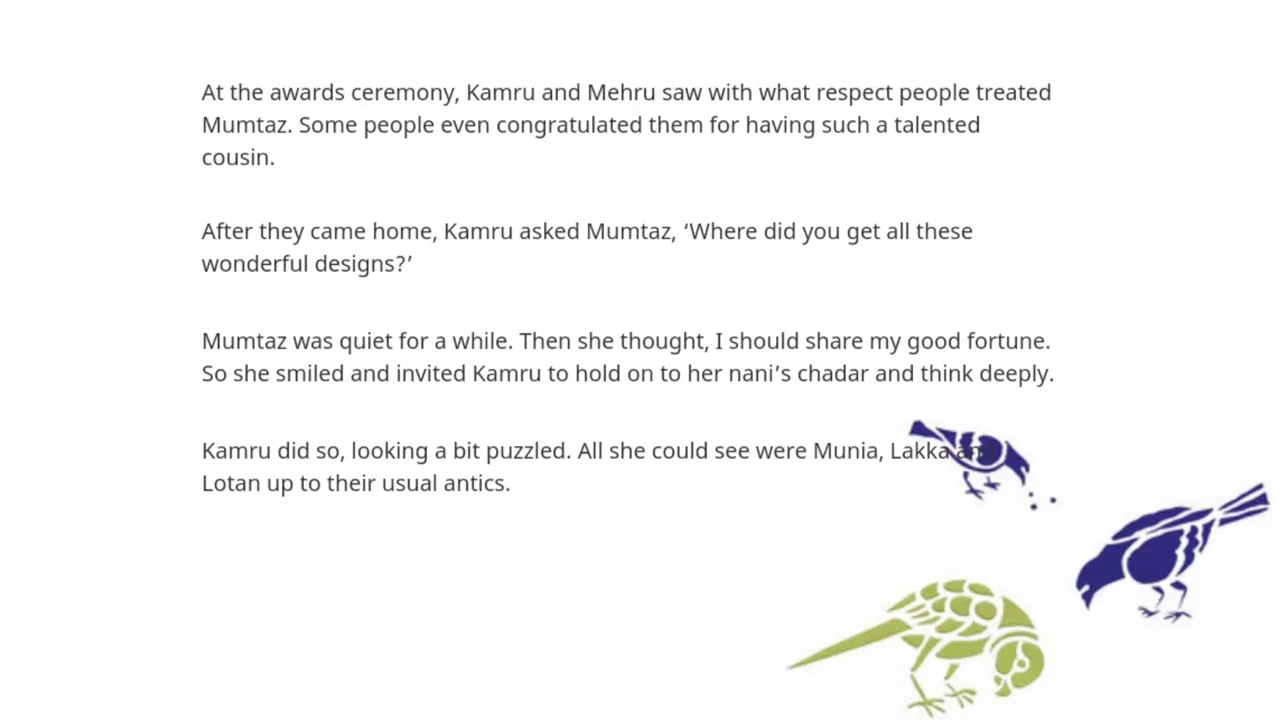 At the awards ceremony, Kamru and Mehru saw with what respect people treated
Mumtaz. Some people even congratulated them for having such a talented
cousin.
After they came home, Kamru asked Mumtaz, ‘Where did you get all these
wonderful designs?’
Mumtaz was quiet for a while. Then she thought, I should share my good fortune.
So she smiled and invited Kamru to hold on to her nani’s chadar and think deeply.
Kamru did so, looking a bit puzzled. All she could see were Munia, Lakka and
Lotan up to their usual antics.